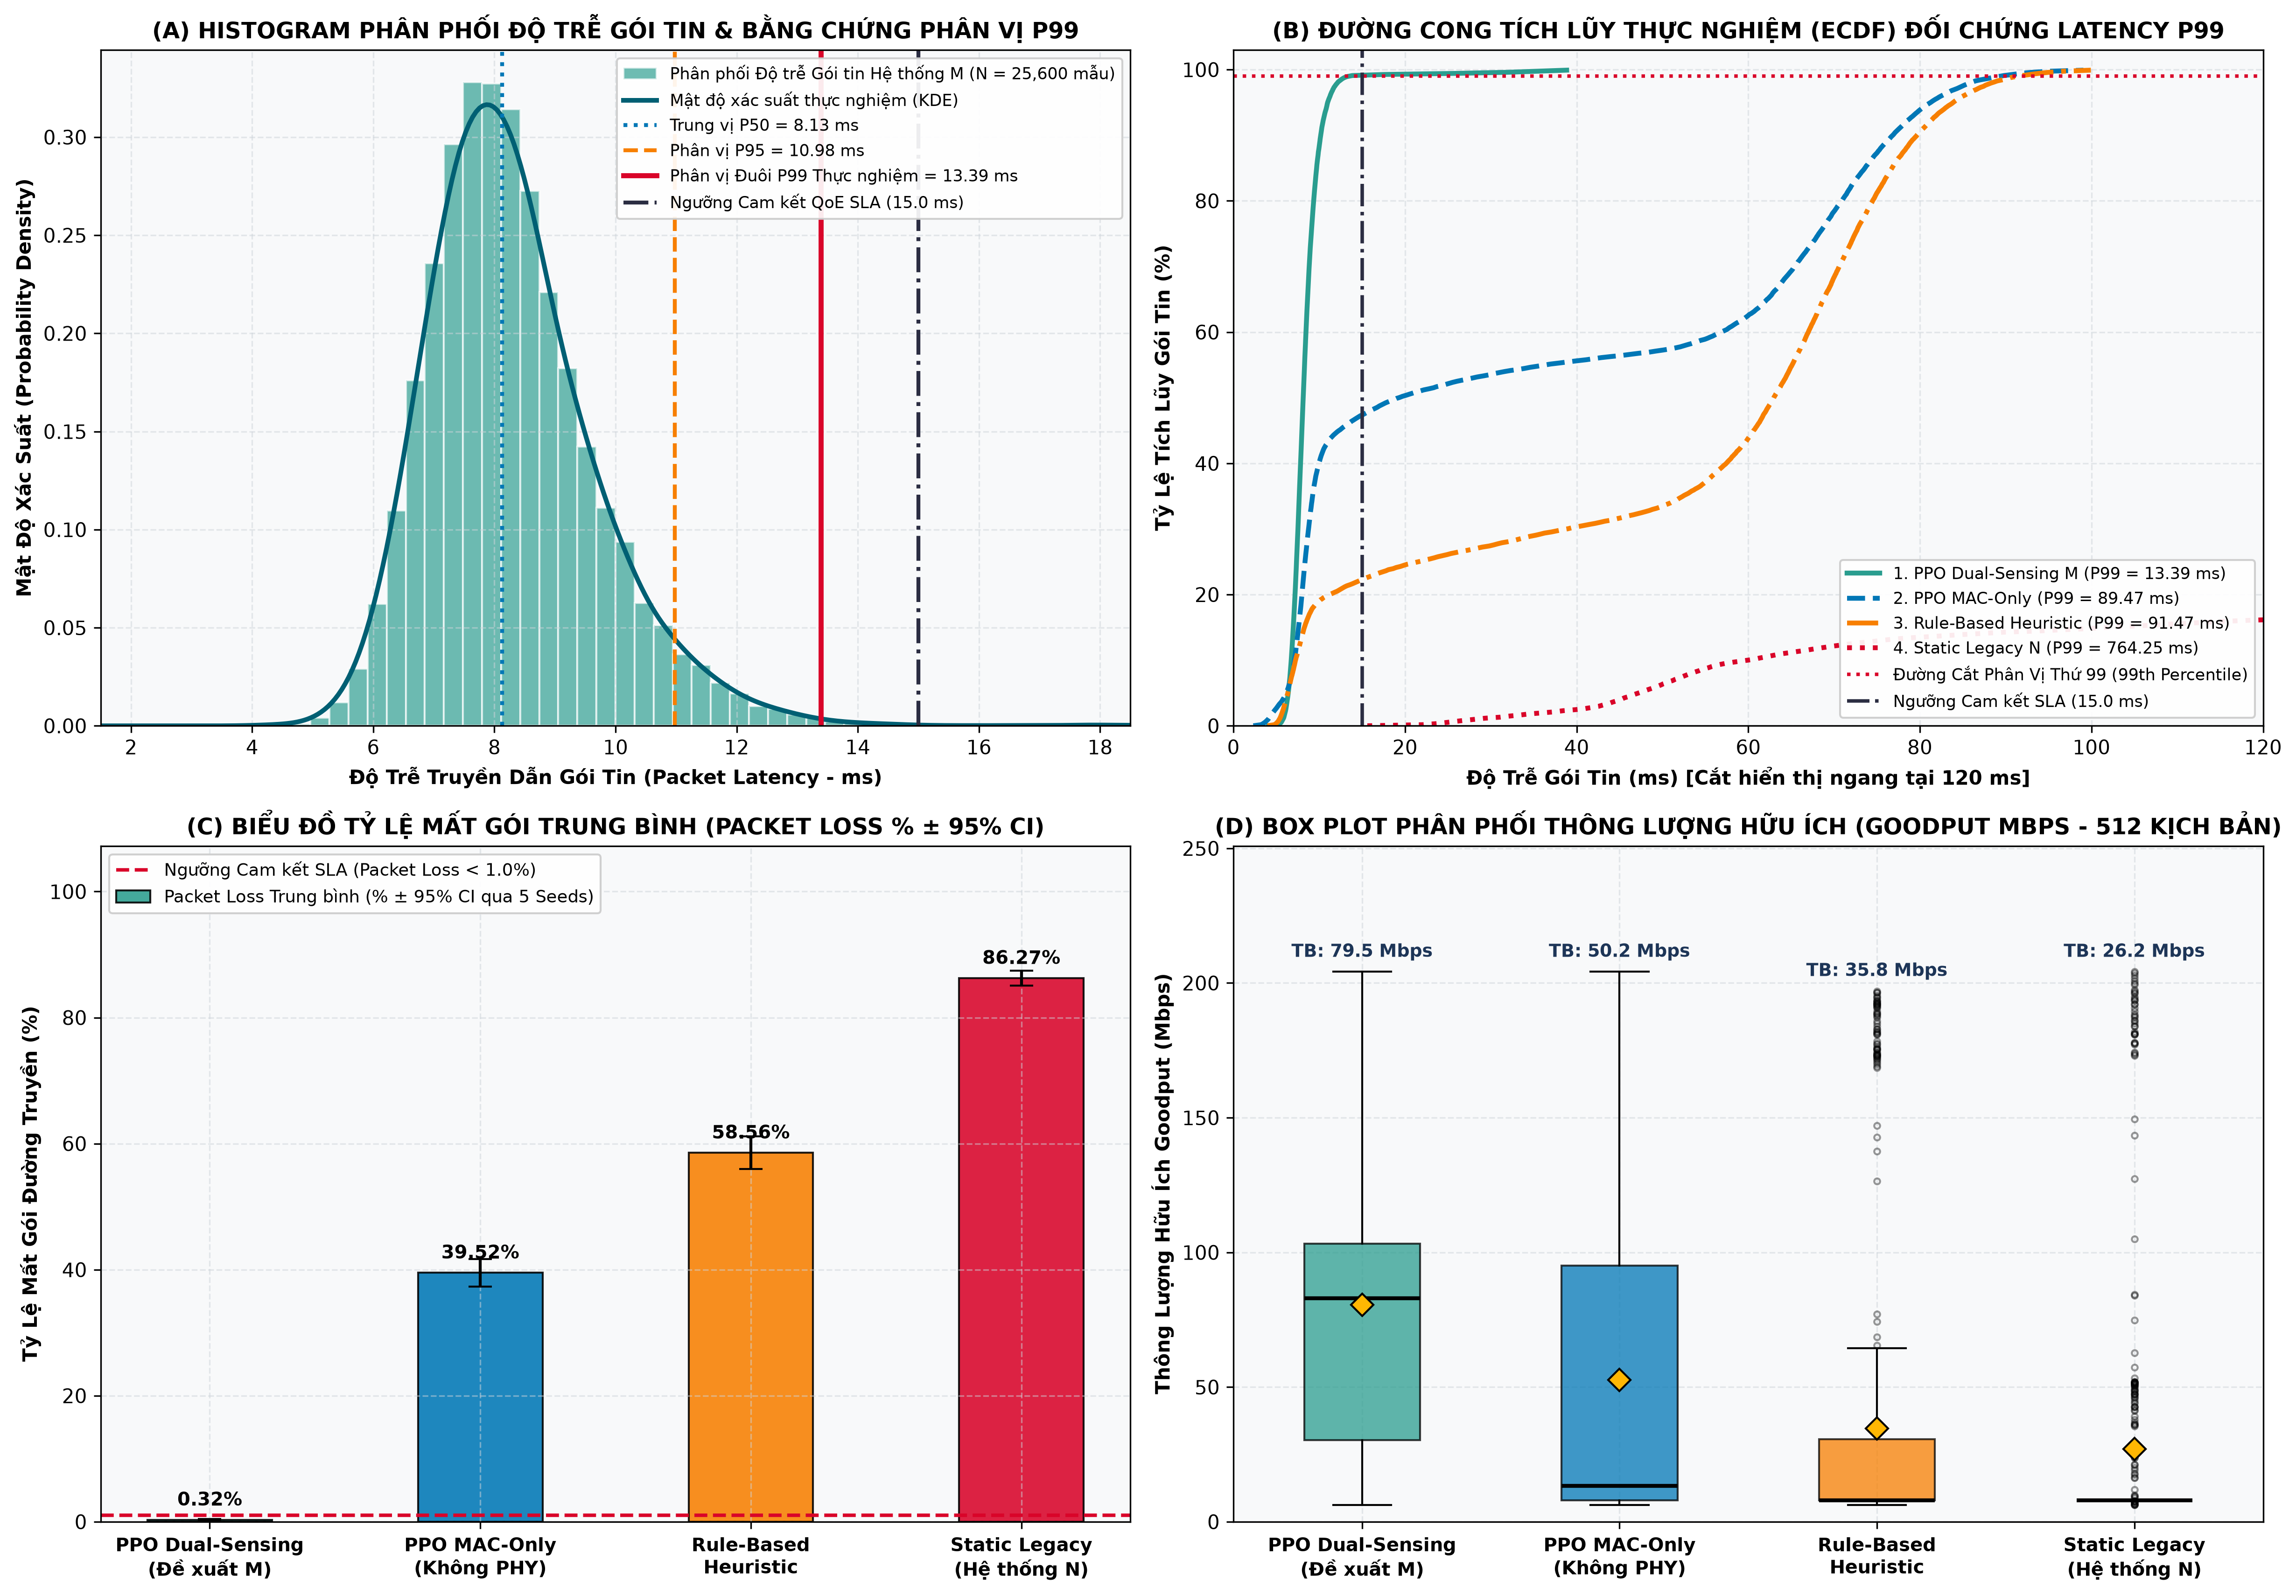 (A) HISTOGRAM PHÂN PHỐI ĐỘ TRỄ GÓI TIN & BẰNG CHỨNG PHÂN VỊ P99
Phân phối Độ trễ Gói tin Hệ thống M (N = 25,600 mẫu)
Mật độ xác suất thực nghiệm (KDE)
Trung vị P50 = 8.13 ms
Phân vị P95 = 10.98 ms
Phân vị Đuôi P99 Thực nghiệm = 13.39 ms
Ngưỡng Cam kết QoE SLA (15.0 ms)
Mật Độ Xác Suất (Probability Density)
0.30
0.25
0.20
0.15
0.10
0.05
0.00
2 4 6 8 10 12 14 16 18
Độ Trễ Truyền Dẫn Gói Tin (Packet Latency - ms)
(B) ĐƯỜNG CONG TÍCH LŨY THỰC NGHIỆM (ECDF) ĐỐI CHỨNG LATENCY P99
Tỷ Lệ Tích Lũy Gói Tin (%)
100
80
60
40
20
0
1. PPO Dual-Sensing M (P99 = 13.39 ms)
2. PPO MAC-Only (P99 = 89.47 ms)
3. Rule-Based Heuristic (P99 = 91.47 ms)
4. Static Legacy N (P99 = 764.25 ms)
Đường Cắt Phân Vị Thứ 99 (99th Percentile)
Ngưỡng Cam kết SLA (15.0 ms)
0 20 40 60 80 100 120
Độ Trễ Gói Tin (ms) [Cắt hiển thị ngang tại 120 ms]
(C) BIỂU ĐỒ TỶ LỆ MẤT GÓI TRUNG BÌNH (PACKET LOSS % ± 95% CI)
Ngưỡng Cam kết SLA (Packet Loss < 1.0%)
Packet Loss Trung bình (% ± 95% CI qua 5 Seeds)
Tỷ Lệ Mất Gói Đường Truyền (%)
100
80
60
40
20
0
0.32%
39.52%
58.56%
86.27%
PPO Dual-Sensing
(Đề xuất M)
PPO MAC-Only
(Không PHY)
Rule-Based
Heuristic
Static Legacy
(Hệ thống N)
(D) BOX PLOT PHÂN PHỐI THÔNG LƯỢNG HỮU ÍCH (GOODPUT MBPS - 512 KỊCH BẢN)
Thông Lượng Hữu Ích Goodput (Mbps)
250
200
150
100
50
0
TB: 79.5 Mbps
TB: 50.2 Mbps
TB: 35.8 Mbps
TB: 26.2 Mbps
PPO Dual-Sensing
(Đề xuất M)
PPO MAC-Only
(Không PHY)
Rule-Based
Heuristic
Static Legacy
(Hệ thống N)